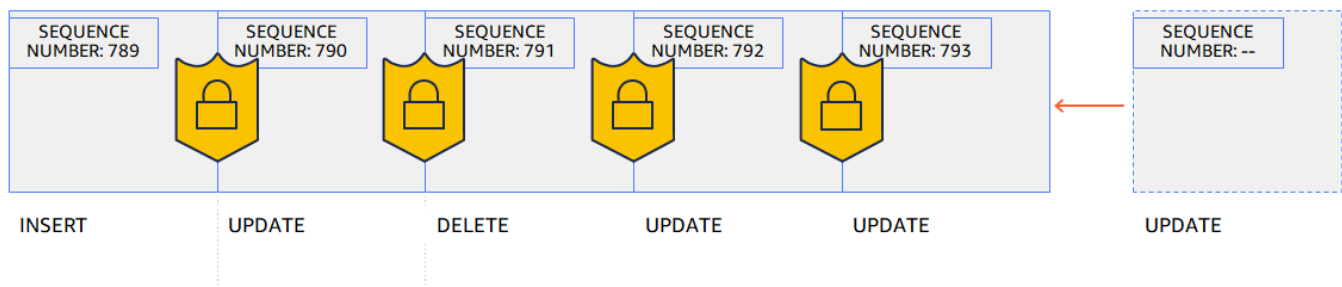 SEQUENCE
NUMBER: 789
SEQUENCE
NUMBER: 790
SEQUENCE
NUMBER: 791
SEQUENCE
NUMBER: 792
SEQUENCE
NUMBER: 793
SEQUENCE
NUMBER: --
INSERT
UPDATE
DELETE
UPDATE
UPDATE
UPDATE